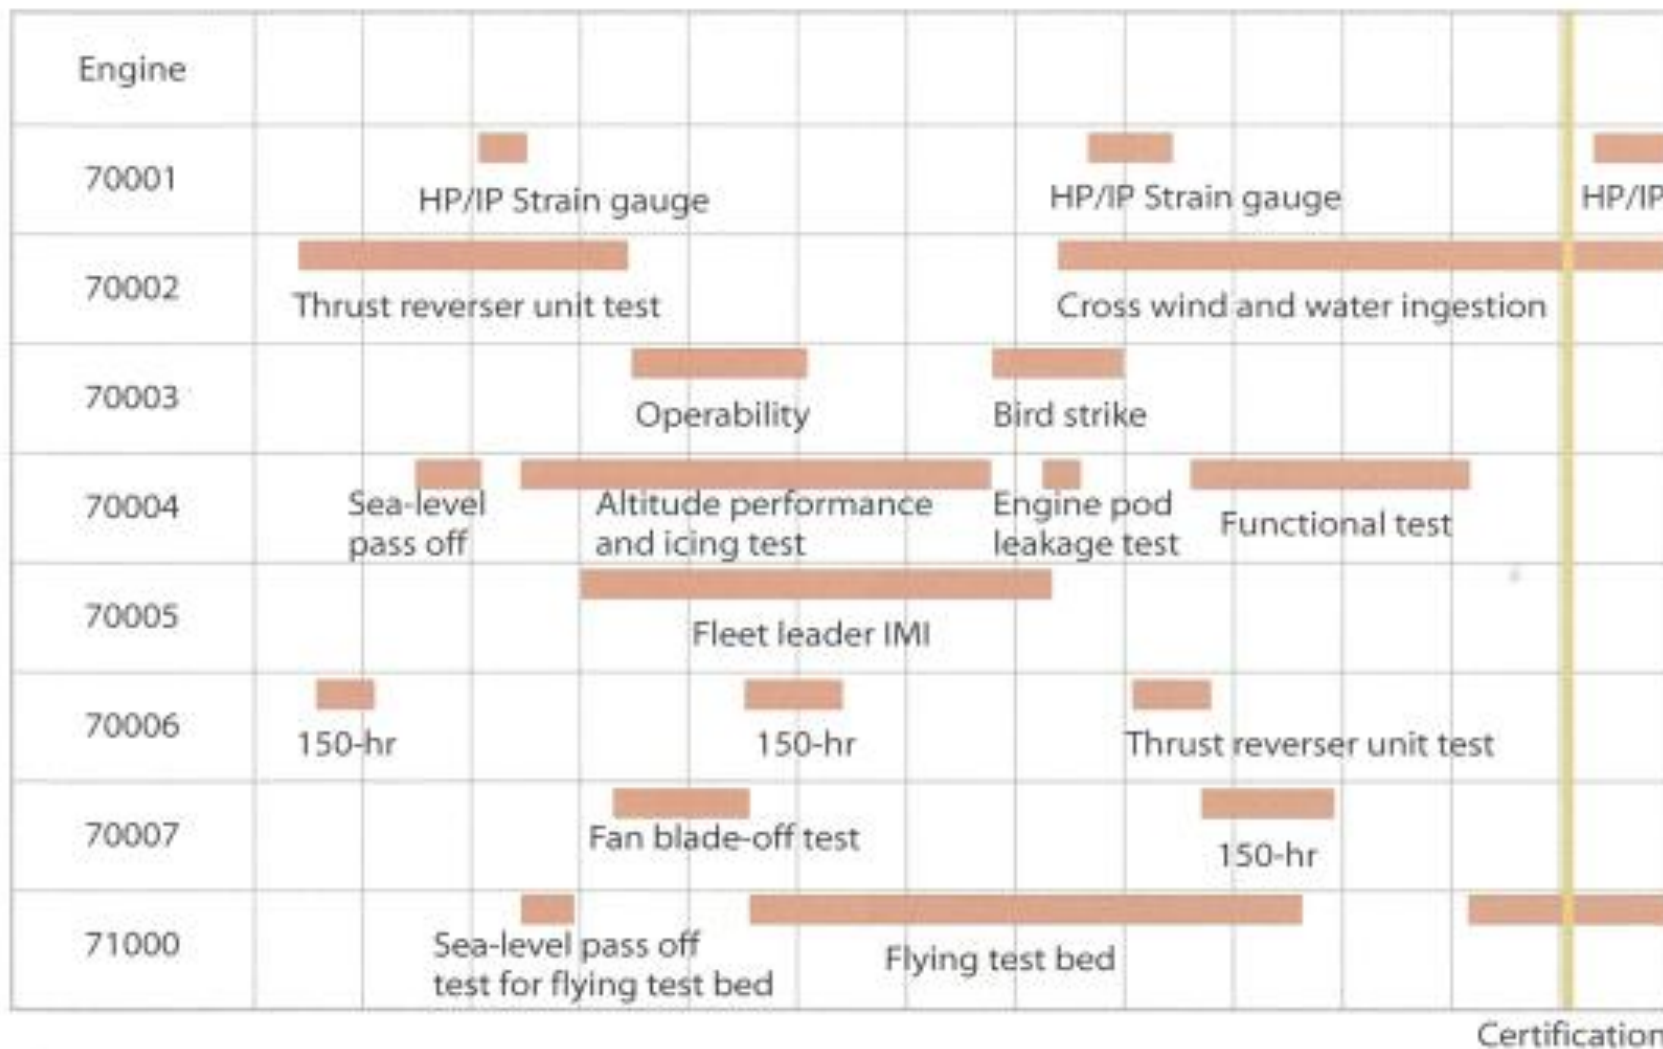 Engine
70001
HP/IP Strain gauge
HP/IP Strain gauge
HP/IP
70002
Thrust reverser unit test
Cross wind and water ingestion
70003
Operability
Bird strike
70004
Sea-level
pass off
Altitude performance
and icing test
Engine pod
leakage test
Functional test
70005
Fleet leader IMI
70006
150-hr
150-hr
Thrust reverser unit test
70007
Fan blade-off test
150-hr
71000
Sea-level pass off
test for flying test bed
Flying test bed
Certification